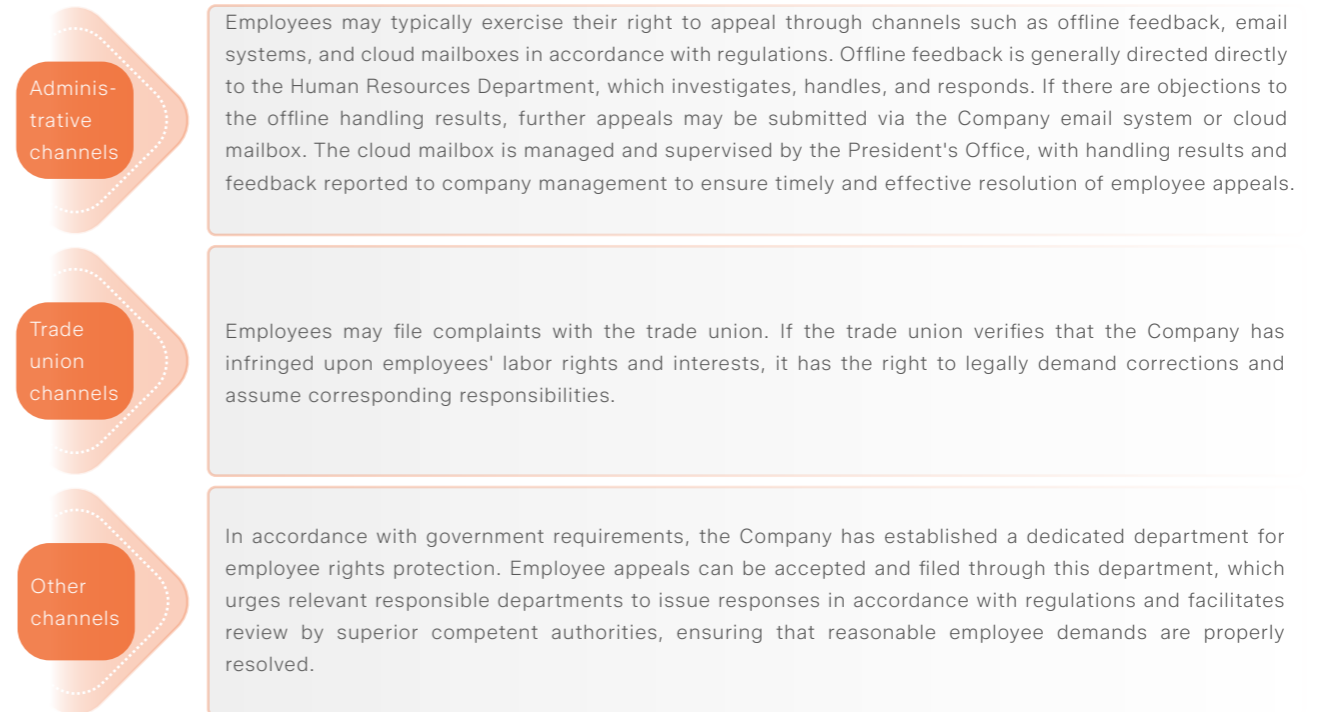 Adminis-
trative
channels
Employees may typically exercise their right to appeal through channels such as offline feedback, email
systems, and cloud mailboxes in accordance with regulations. Offline feedback is generally directed directly
to the Human Resources Department, which investigates, handles, and responds. If there are objections to
the offline handling results, further appeals may be submitted via the Company email system or cloud
mailbox. The cloud mailbox is managed and supervised by the President's Office, with handling results and
feedback reported to company management to ensure timely and effective resolution of employee appeals.
Trade
union
channels
Employees may file complaints with the trade union. If the trade union verifies that the Company has
infringed upon employees' labor rights and interests, it has the right to legally demand corrections and
assume corresponding responsibilities.
Other
channels
In accordance with government requirements, the Company has established a dedicated department for
employee rights protection. Employee appeals can be accepted and filed through this department, which
urges relevant responsible departments to issue responses in accordance with regulations and facilitates
review by superior competent authorities, ensuring that reasonable employee demands are properly
resolved.